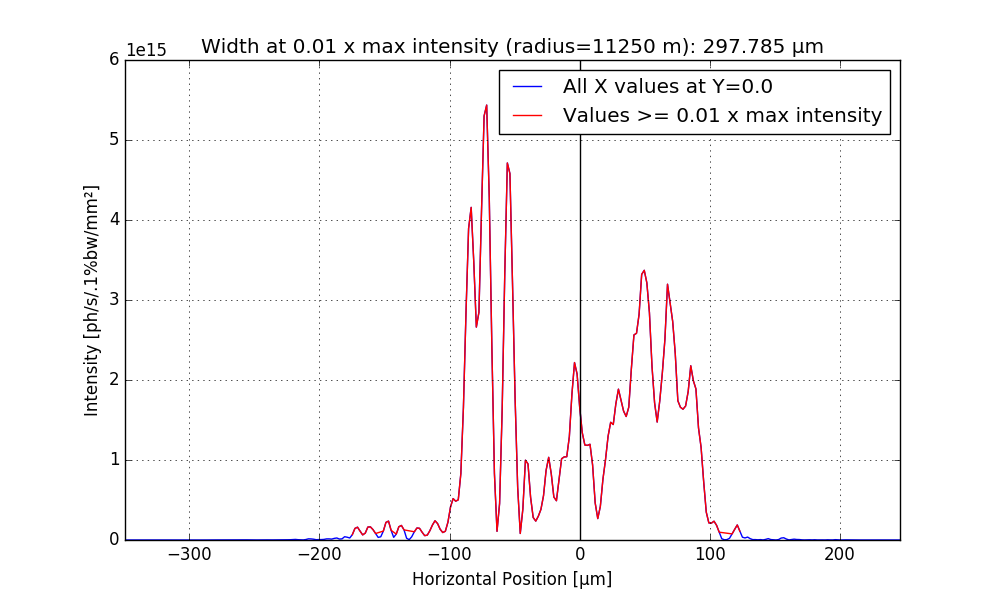 Width at 0.01 x max intensity (radius=11250 m): 297.785 µm
1e15
All X values at Y=0.0
Values >= 0.01 x max intensity
6
5
4
3
2
1
0
Intensity [ph/s/.1%bw/mm²]
−300 −200 −100 0 100 200
Horizontal Position [µm]